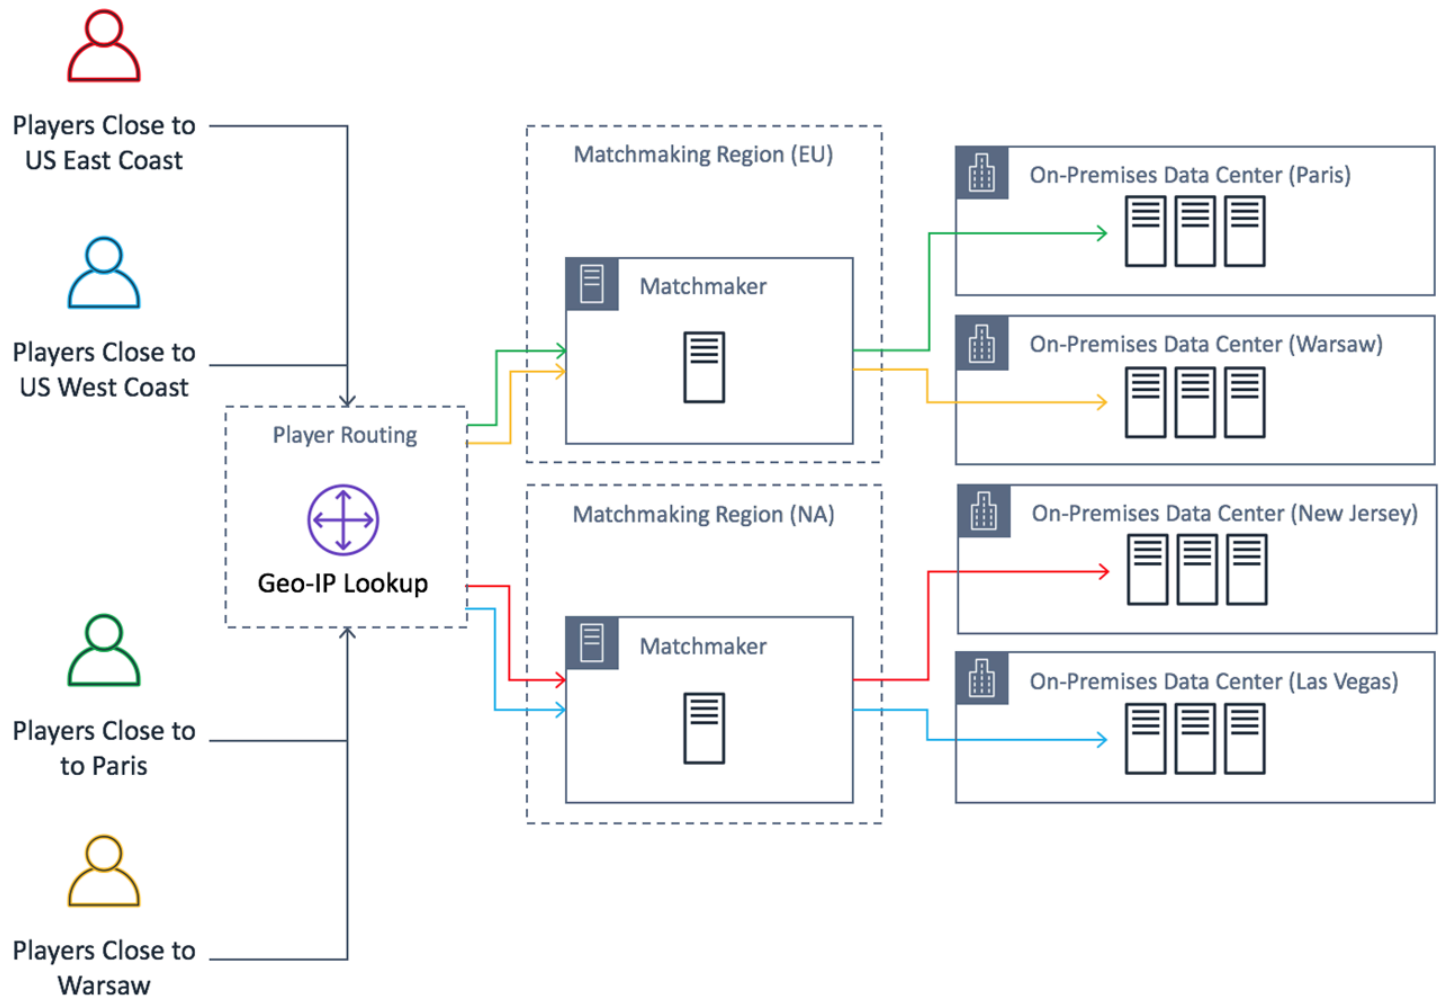 Players Close to
US East Coast
Players Close to
US West Coast
Player Routing
Geo-IP Lookup
Players Close to
to Paris
Players Close to
Warsaw
Matchmaking Region (EU)
Matchmaker
Matchmaking Region (NA)
Matchmaker
On-Premises Data Center (Paris)
On-Premises Data Center (Warsaw)
On-Premises Data Center (New Jersey)
On-Premises Data Center (Las Vegas)